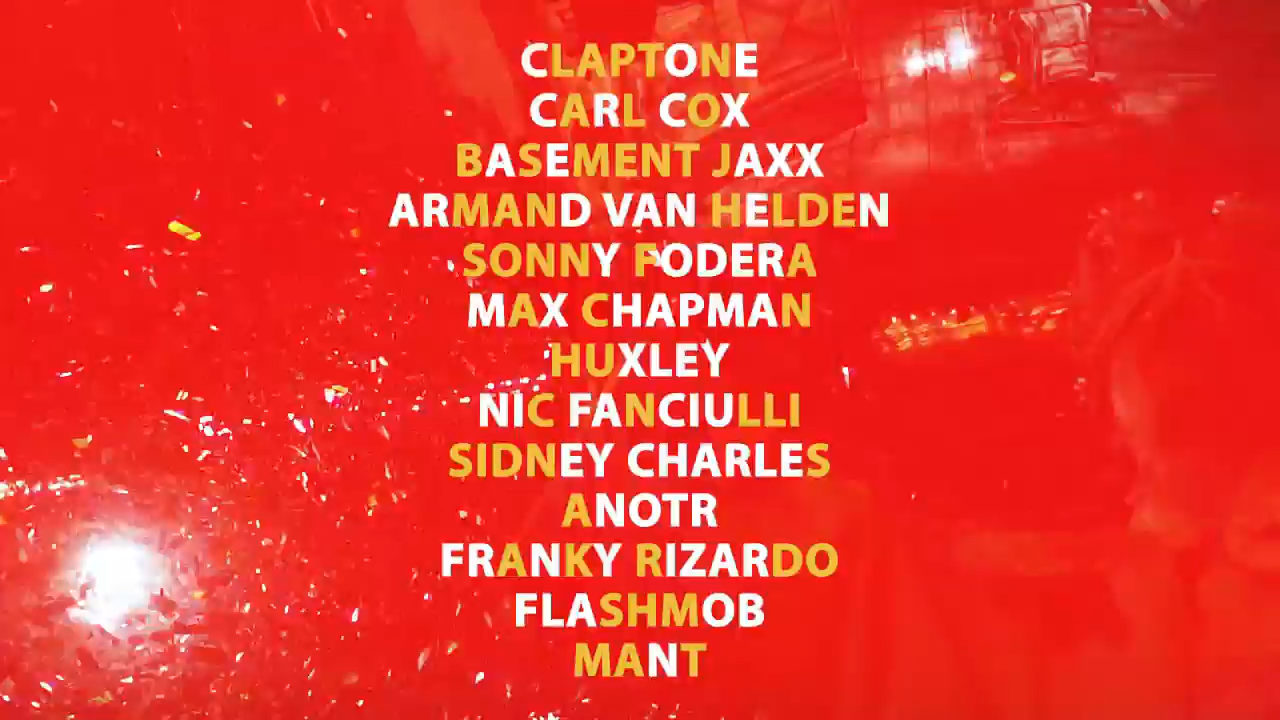 CLAPTONE
CARL COX
BASEMENT JAXX
ARMAND VAN HELDEN
SONNY FODERA
MAX CHAPMAN
HUXLEY
NIC FANCIULLI
SIDNEY CHARLES
ANOTR
FRANKY RIZARDO
FLASHMOB
MANT